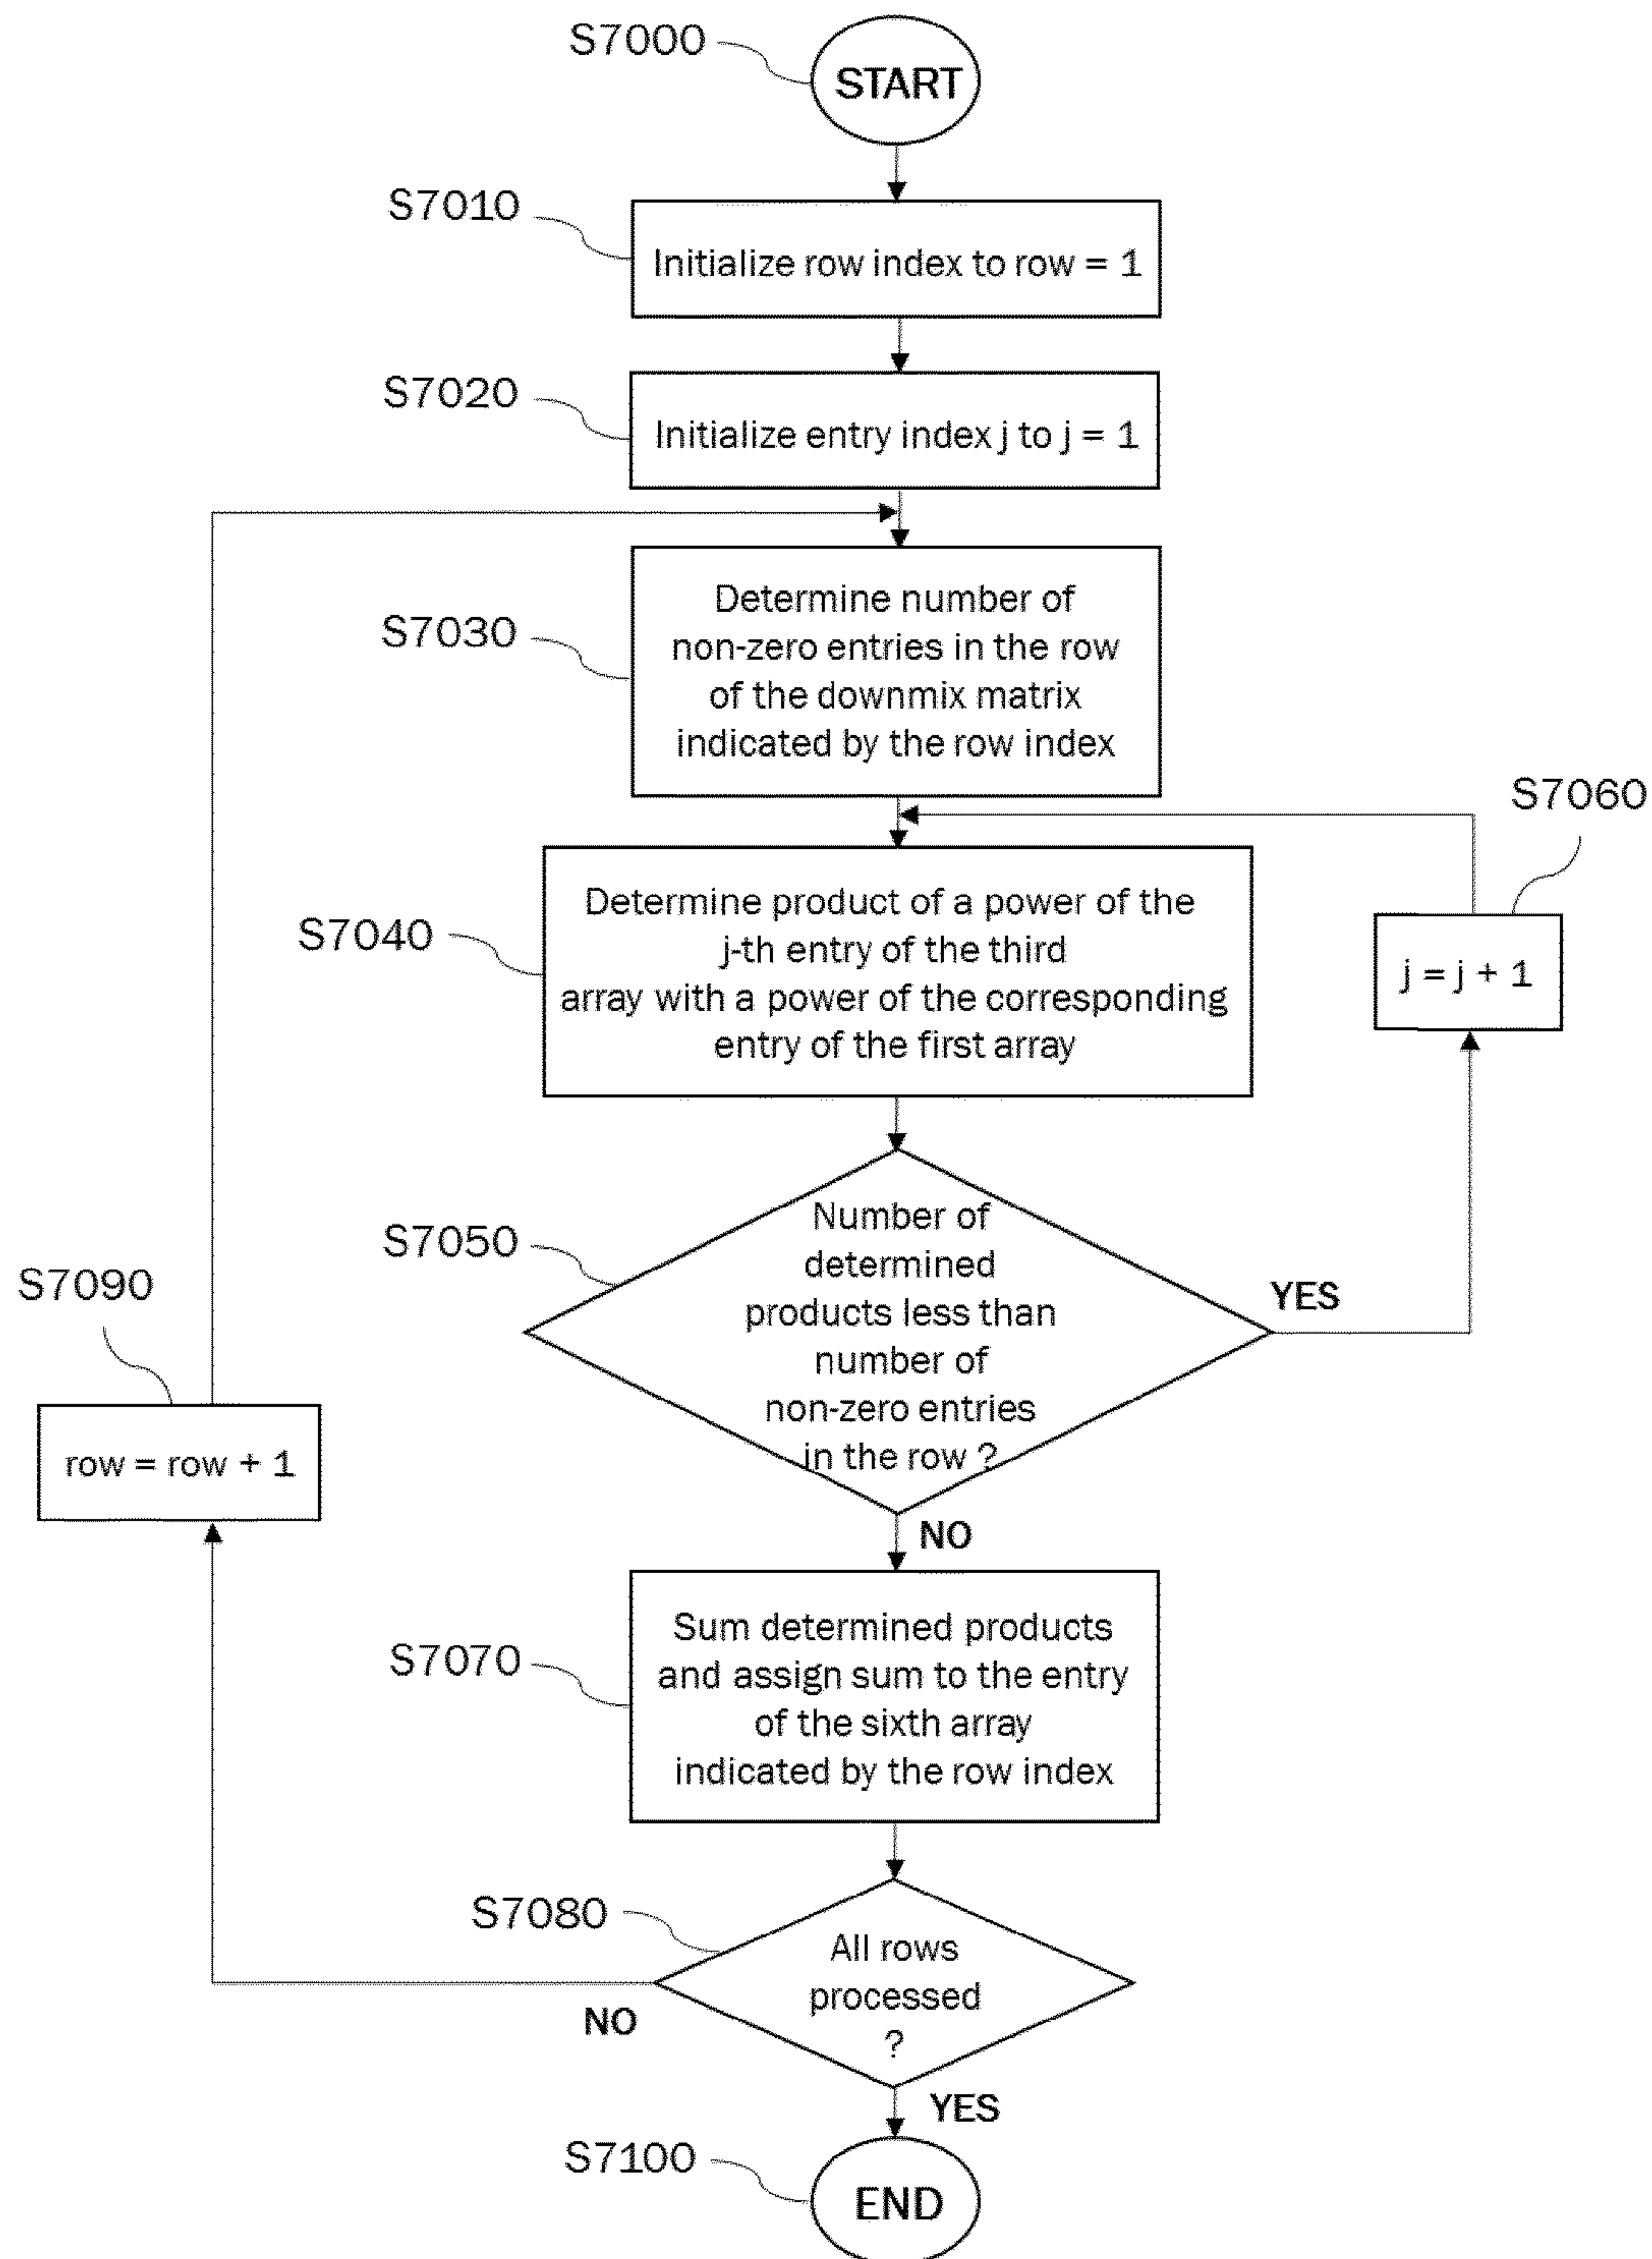 S7000
START
S7010
Initialize row index to row = 1
S7020
Initialize entry index j to j = 1
S7030
Determine number of
non-zero entries in the row
of the downmix matrix
indicated by the row index
S7060
j = j + 1
S7040
Determine product of a power of the
j-th entry of the third
array with a power of the corresponding
entry of the first array
S7050
Number of
determined
products less than
number of
non-zero entries
in the row ?
YES
S7090
row = row + 1
NO
S7070
Sum determined products
and assign sum to the entry
of the sixth array
indicated by the row index
S7080
All rows
processed
?
NO
YES
S7100
END